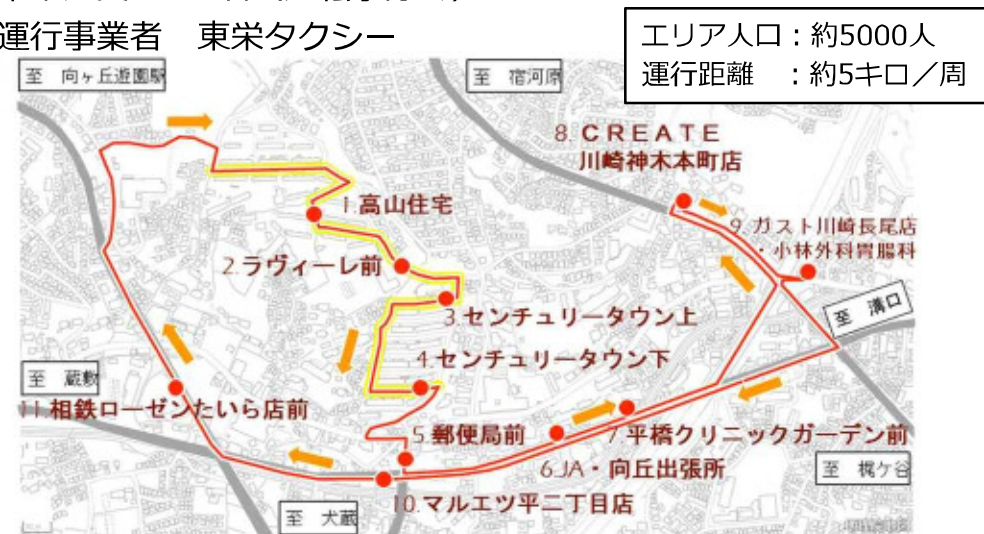 運行事業者　東栄タクシー
エリア人口：約5000人
運行距離　：約5キロ／周
至 向ヶ丘遊園駅
至 宿河原
8.CREATE
川崎神木本町店
1.高山住宅
9.ガスト川崎長尾店
・小林外科胃腸科
2.ラヴィーレ前
3.センチュリータウン上
至 溝口
4.センチュリータウン下
至 蔵敷
11.相鉄ローゼンたいら店前
5.郵便局前
7.平橋クリニックガーデン前
6.JA・向丘出張所
至 梶ケ谷
10.マルエツ平二丁目店
至 犬蔵